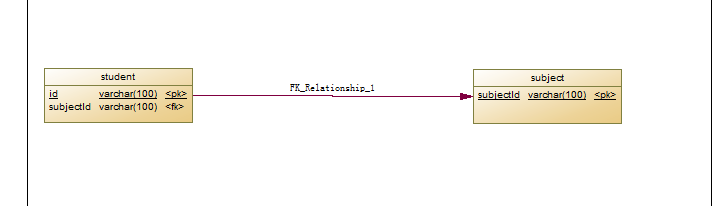 student
id varchar(100) <pk>
subjectId varchar(100) <fk>
FK_Relationship_1
subject
subjectId varchar(100) <pk>